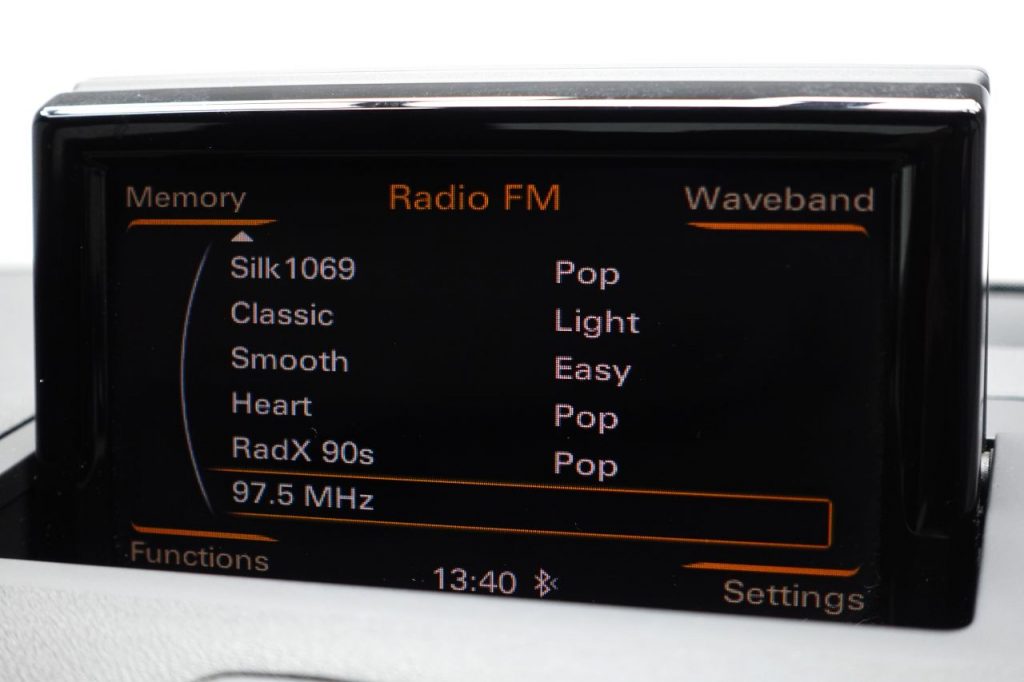 Memory Radio FM Waveband
Silk1069 Pop
Classic Light
Smooth Easy
Heart Pop
RadX 90s Pop
97.5 MHz
Functions 13:40 Settings